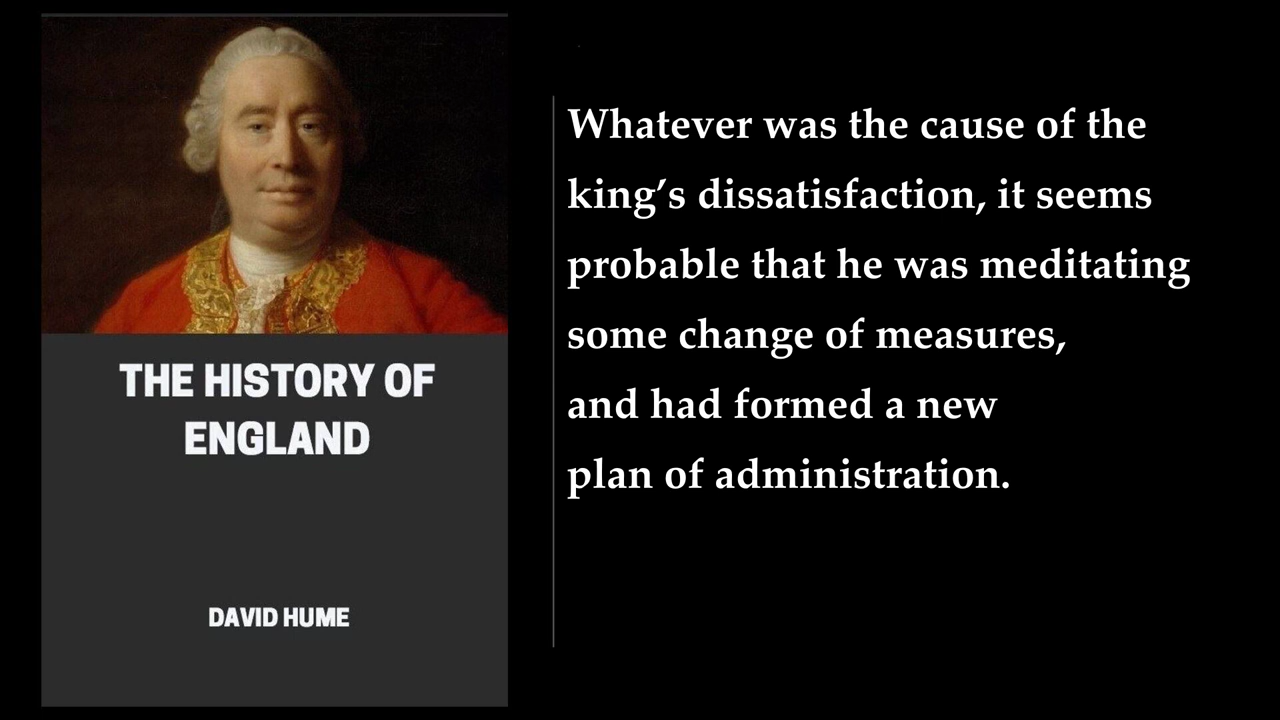 THE HISTORY OF
ENGLAND
DAVID HUME
Whatever was the cause of the
king’s dissatisfaction, it seems
probable that he was meditating
some change of measures,
and had formed a new
plan of administration.